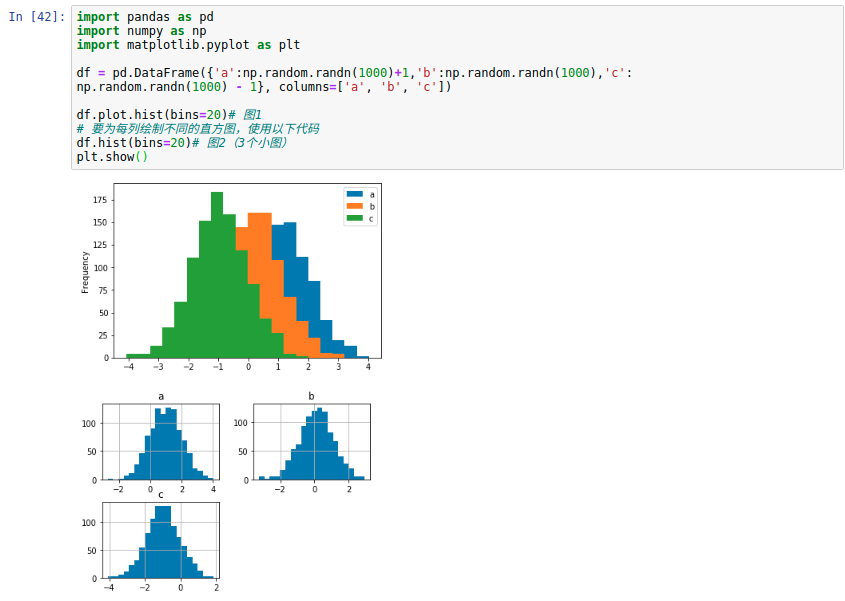 In [42]:
import pandas as pd
import numpy as np
import matplotlib.pyplot as plt
df = pd.DataFrame({'a':np.random.randn(1000)+1,'b':np.random.randn(1000),'c':
np.random.randn(1000) - 1}, columns=['a', 'b', 'c'])
df.plot.hist(bins=20)# 图1
# 要为每列绘制不同的直方图，使用以下代码
df.hist(bins=20)# 图2（3个小图）
plt.show()
175
150
125
100
75
50
25
0
Frequency
−4 −3 −2 −1 0 1 2 3 4
a
b
c
a
100
50
0
−2 0 2 4
b
100
50
0
−2 0 2
c
100
50
0
−4 −2 0 2